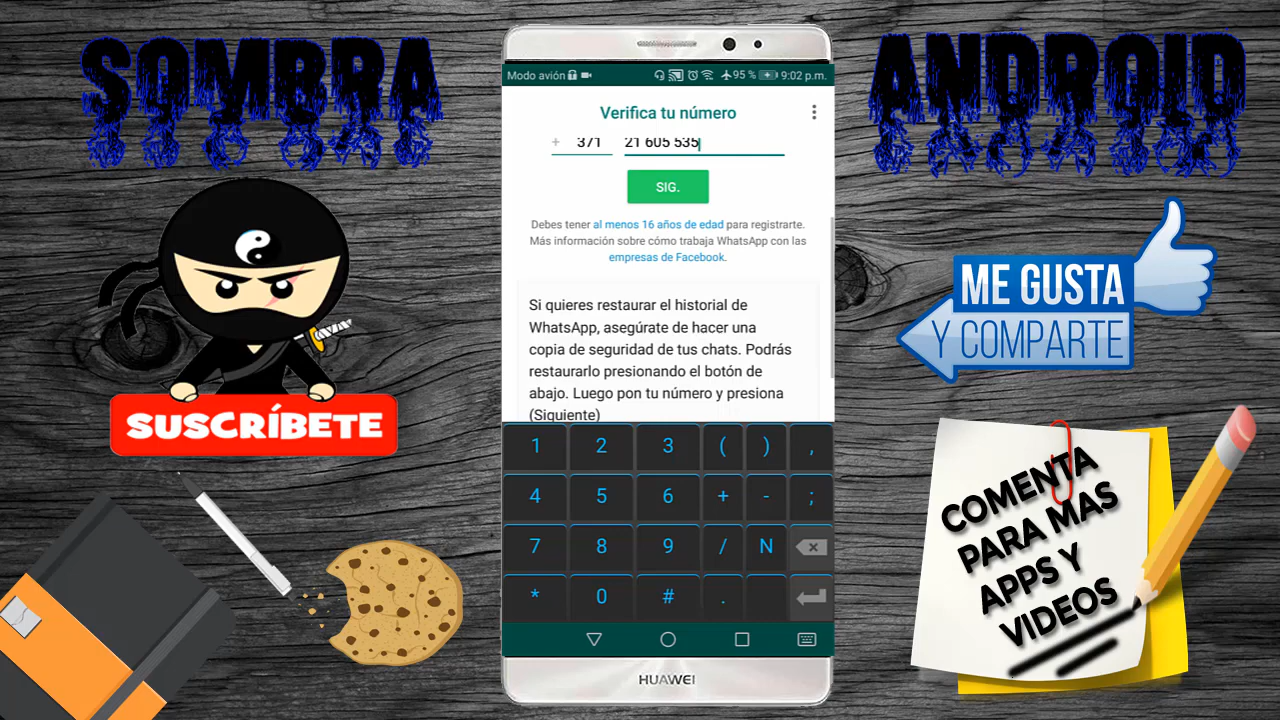 SOMBRA
ANDROID
Modo avión
95 %
9:02 p.m.
Verifica tu número
+ 371 21 605 535
SIG.
Debes tener al menos 16 años de edad para registrarte.
Más información sobre cómo trabaja WhatsApp con las
empresas de Facebook.
Si quieres restaurar el historial de
WhatsApp, asegúrate de hacer una
copia de seguridad de tus chats. Podrás
restaurarlo presionando el botón de
abajo. Luego pon tu número y presiona
(Siguiente)
1 2 3 ( ) ,
4 5 6 + - ;
7 8 9 / N
* 0 # .
HUAWEI
SUSCRÍBETE
ME GUSTA
Y COMPARTE
COMENTA
PARA MAS
APPS Y
VIDEOS